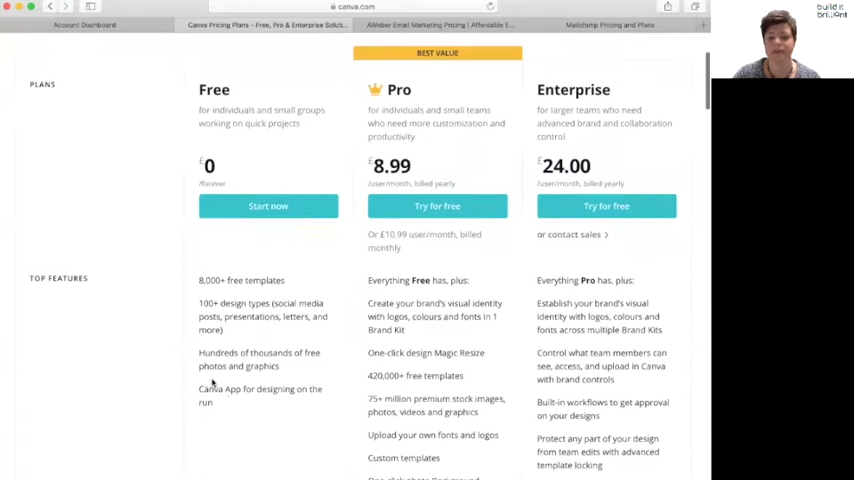 canva.com
Account Dashboard
Canva Pricing Plans – Free, Pro & Enterprise Soluti...
AWeber Email Marketing Pricing | Affordable E...
Mailchimp Pricing and Plans
build it
brilliant
BEST VALUE
PLANS
Free
for individuals and small groups
working on quick projects
£0
/forever
Start now
Pro
for individuals and small teams
who need more customization and
productivity
£8.99
/user/month, billed yearly
Try for free
Or £10.99 user/month, billed
monthly
Enterprise
for larger teams who need
advanced brand and collaboration
control
£24.00
/user/month, billed yearly
Try for free
or contact sales >
TOP FEATURES
8,000+ free templates
100+ design types (social media
posts, presentations, letters, and
more)
Hundreds of thousands of free
photos and graphics
Canva App for designing on the
run
Everything Free has, plus:
Create your brand's visual identity
with logos, colours and fonts in 1
Brand Kit
One-click design Magic Resize
420,000+ free templates
75+ million premium stock images,
photos, videos and graphics
Upload your own fonts and logos
Custom templates
Everything Pro has, plus:
Establish your brand's visual
identity with logos, colours and
fonts across multiple Brand Kits
Control what team members can
see, access, and upload in Canva
with brand controls
Built-in workflows to get approval
on your designs
Protect any part of your design
from team edits with advanced
template locking